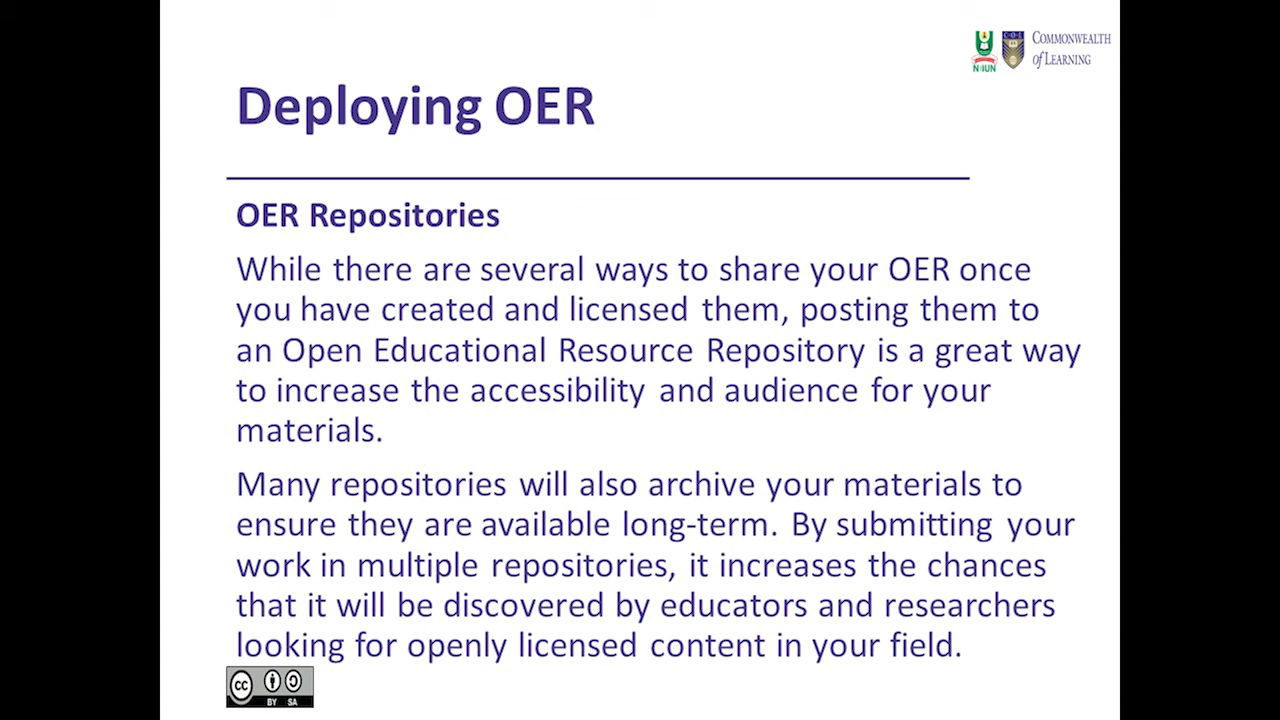 COMMONWEALTH
of LEARNING
NOUN
COL
Deploying OER
OER Repositories
While there are several ways to share your OER once
you have created and licensed them, posting them to
an Open Educational Resource Repository is a great way
to increase the accessibility and audience for your
materials.
Many repositories will also archive your materials to
ensure they are available long-term. By submitting your
work in multiple repositories, it increases the chances
that it will be discovered by educators and researchers
looking for openly licensed content in your field.
cc
BY SA